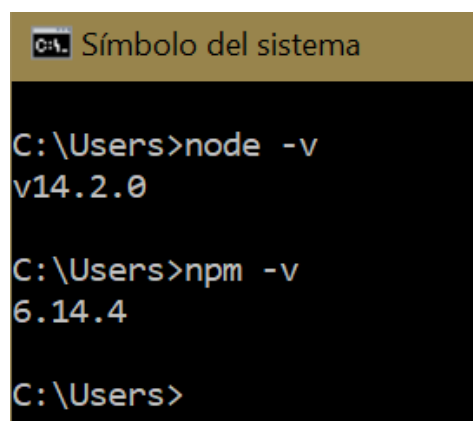 Símbolo del sistema
C:\Users>node -v
v14.2.0
C:\Users>npm -v
6.14.4
C:\Users>